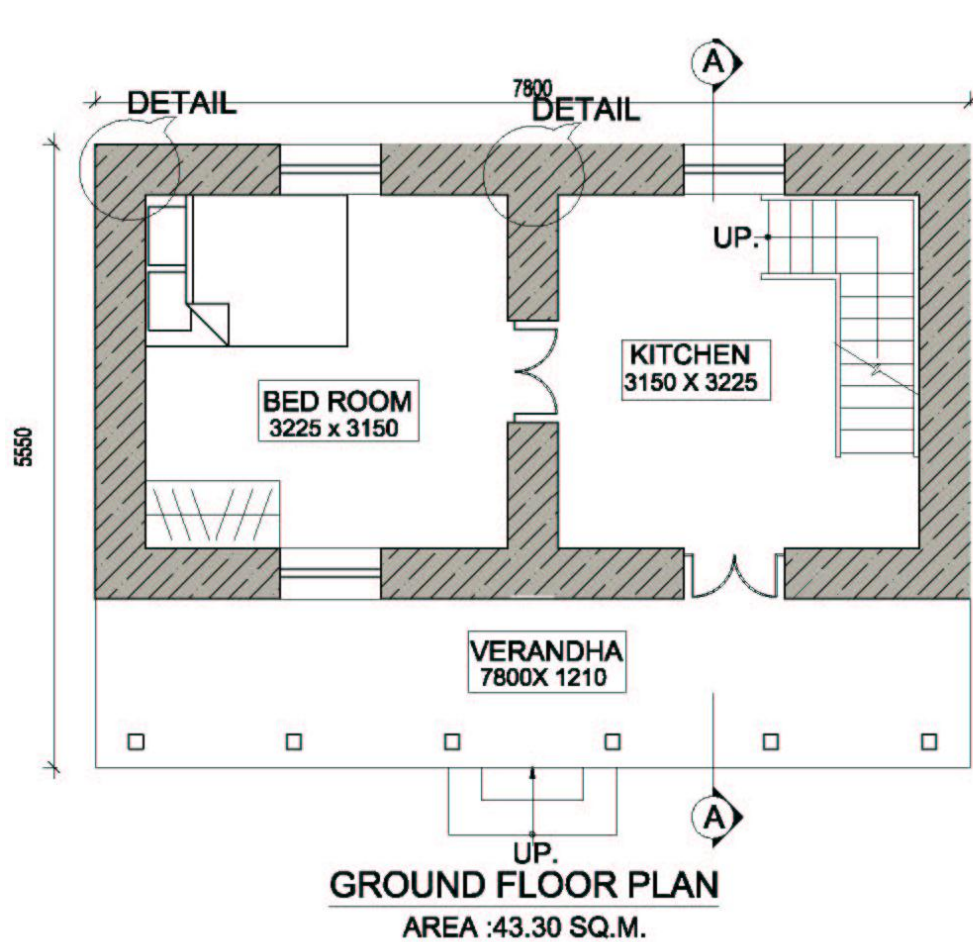 A
7800
DETAIL
DETAIL
UP.
KITCHEN
3150 X 3225
BED ROOM
3225 x 3150
5550
VERANDHA
7800X 1210
A
UP.
GROUND FLOOR PLAN
AREA :43.30 SQ.M.